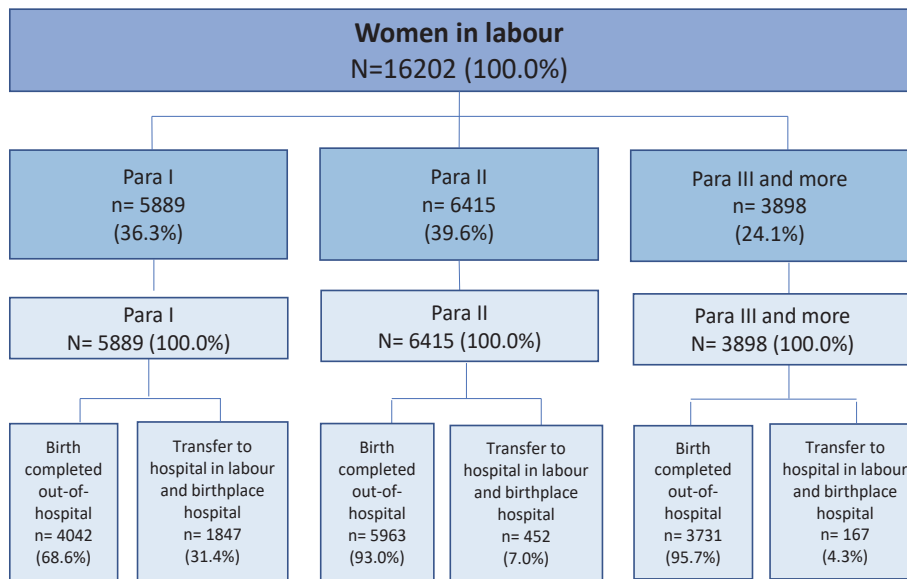 Women in labour
N=16202 (100.0%)
Para I
n= 5889
(36.3%)
Para II
n= 6415
(39.6%)
Para III and more
n= 3898
(24.1%)
Para I
N= 5889 (100.0%)
Para II
N= 6415 (100.0%)
Para III and more
N= 3898 (100.0%)
Birth
completed
out-of-
hospital
n= 4042
(68.6%)
Transfer to
hospital in labour
and birthplace
hospital
n= 1847
(31.4%)
Birth
completed
out-of-
hospital
n= 5963
(93.0%)
Transfer to
hospital in labour
and birthplace
hospital
n= 452
(7.0%)
Birth
completed
out-of-
hospital
n= 3731
(95.7%)
Transfer to
hospital in labour
and birthplace
hospital
n= 167
(4.3%)